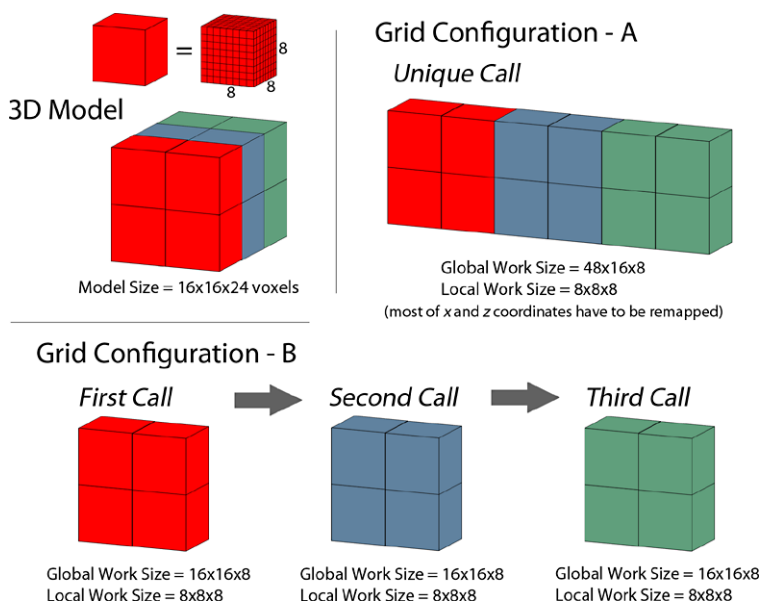 =
8
8
8
3D Model
Model Size = 16x16x24 voxels
Grid Configuration - A
Unique Call
Global Work Size = 48x16x8
Local Work Size = 8x8x8
(most of x and z coordinates have to be remapped)
Grid Configuration - B
First Call
Second Call
Third Call
Global Work Size = 16x16x8
Local Work Size = 8x8x8
Global Work Size = 16x16x8
Local Work Size = 8x8x8
Global Work Size = 16x16x8
Local Work Size = 8x8x8